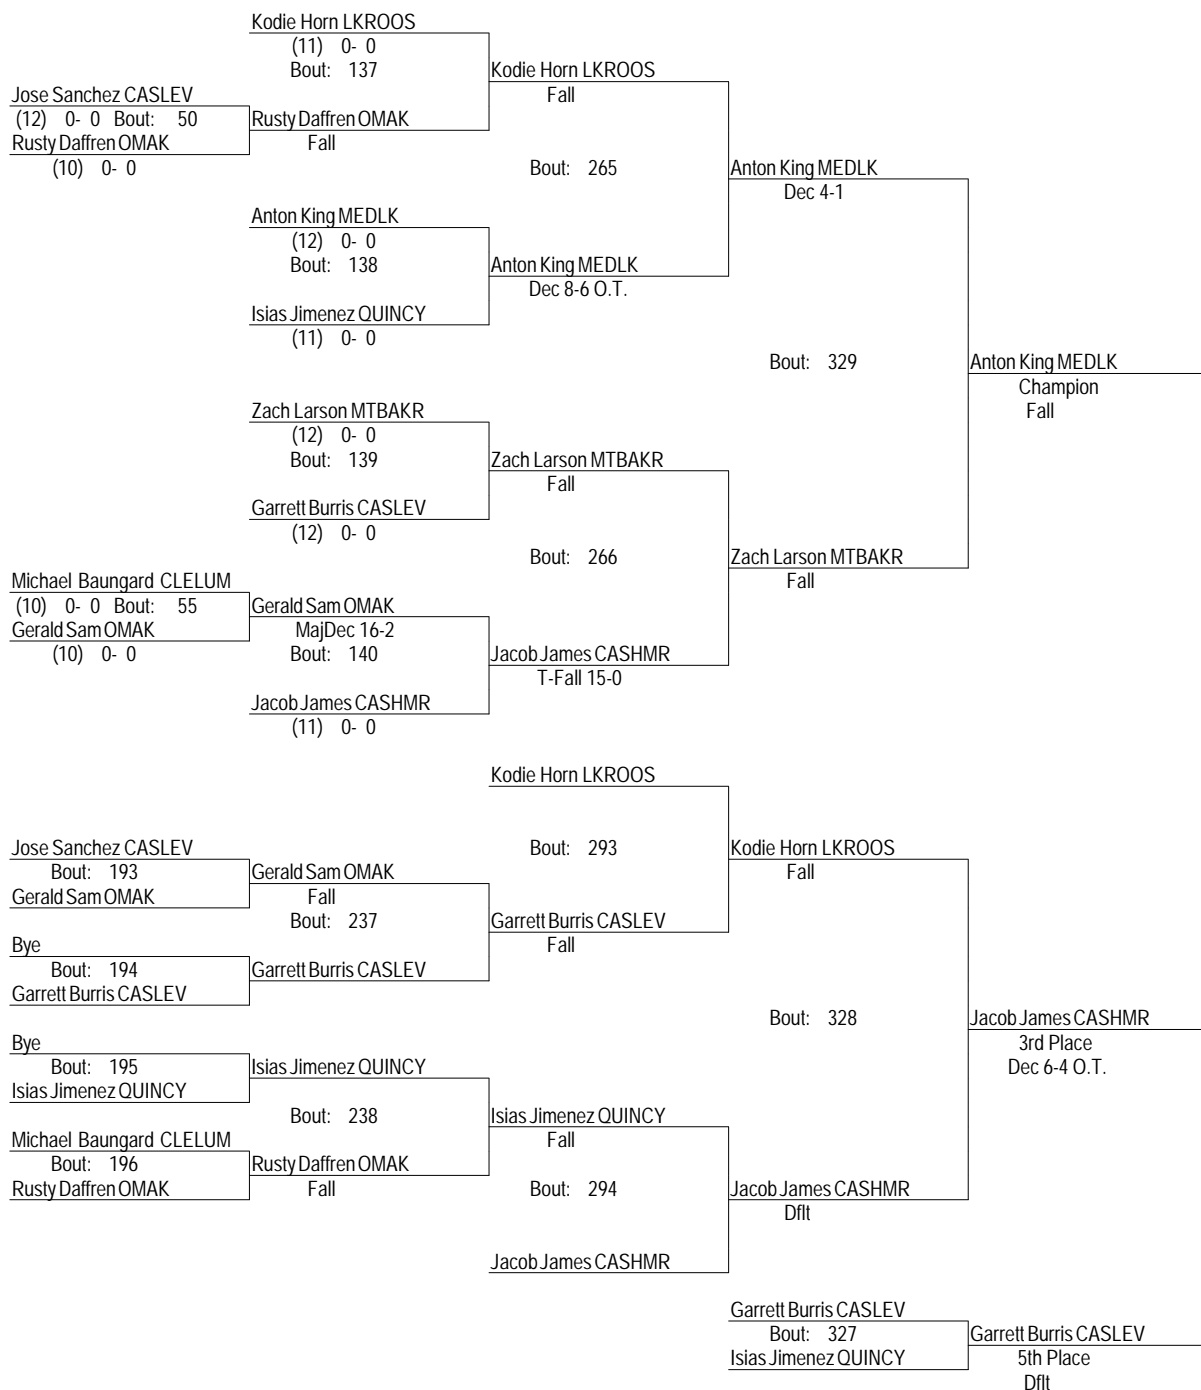 Kodie Horn LKROOS
(11) 0- 0
Bout: 137
Kodie Horn LKROOS
Fall
Jose Sanchez CASLEV
(12) 0- 0 Bout: 50
Rusty Daffren OMAK
(10) 0- 0
Rusty Daffren OMAK
Fall
Bout: 265
Anton King MEDLK
Dec 4-1
Anton King MEDLK
(12) 0- 0
Bout: 138
Anton King MEDLK
Dec 8-6 O.T.
Isias Jimenez QUINCY
(11) 0- 0
Bout: 329
Anton King MEDLK
Champion
Fall
Zach Larson MTBAKR
(12) 0- 0
Bout: 139
Zach Larson MTBAKR
Fall
Garrett Burris CASLEV
(12) 0- 0
Bout: 266
Zach Larson MTBAKR
Fall
Michael Baungard CLELUM
(10) 0- 0 Bout: 55
Gerald Sam OMAK
(10) 0- 0
Gerald Sam OMAK
MajDec 16-2
Bout: 140
Jacob James CASHMR
T-Fall 15-0
Jacob James CASHMR
(11) 0- 0
Kodie Horn LKROOS
Bout: 293
Kodie Horn LKROOS
Fall
Jose Sanchez CASLEV
Bout: 193
Gerald Sam OMAK
Gerald Sam OMAK
Fall
Bout: 237
Garrett Burris CASLEV
Fall
Bye
Bout: 194
Garrett Burris CASLEV
Garrett Burris CASLEV
Bout: 328
Jacob James CASHMR
3rd Place
Dec 6-4 O.T.
Bye
Bout: 195
Isias Jimenez QUINCY
Isias Jimenez QUINCY
Bout: 238
Isias Jimenez QUINCY
Fall
Michael Baungard CLELUM
Bout: 196
Rusty Daffren OMAK
Rusty Daffren OMAK
Fall
Bout: 294
Jacob James CASHMR
Dflt
Jacob James CASHMR
Garrett Burris CASLEV
Bout: 327
Isias Jimenez QUINCY
Garrett Burris CASLEV
5th Place
Dflt